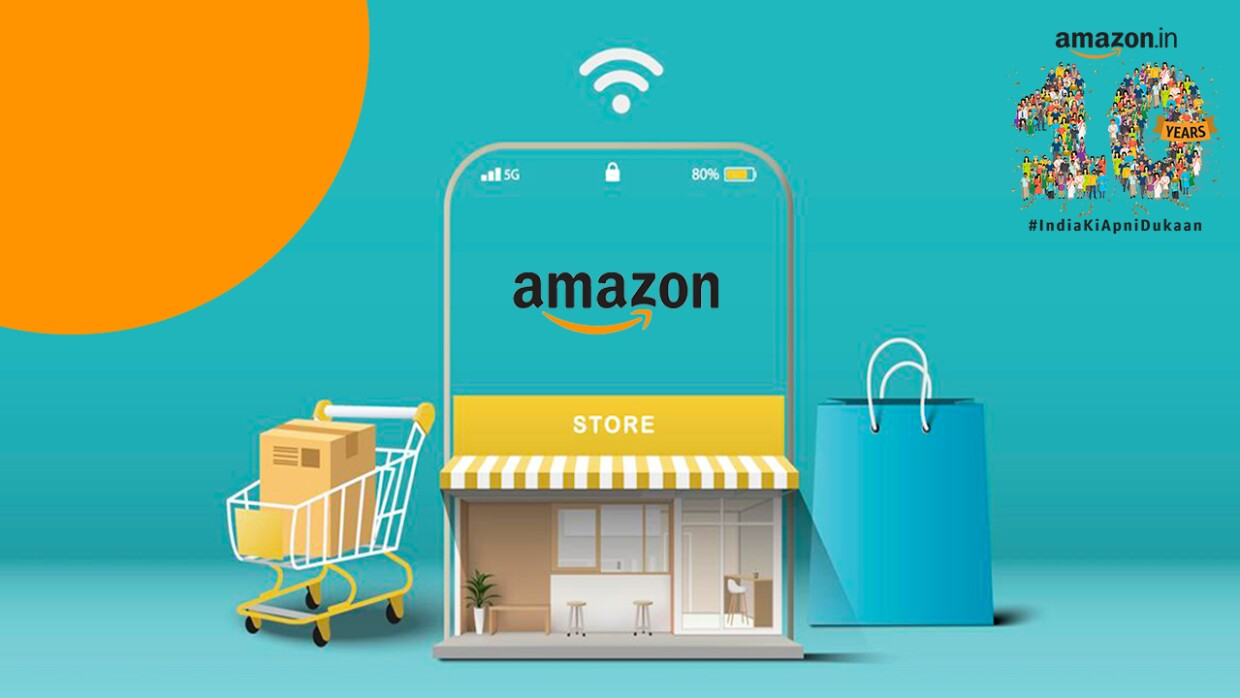 amazon.in
YEARS
#IndiaKiApniDukaan
5G
80%
amazon
STORE